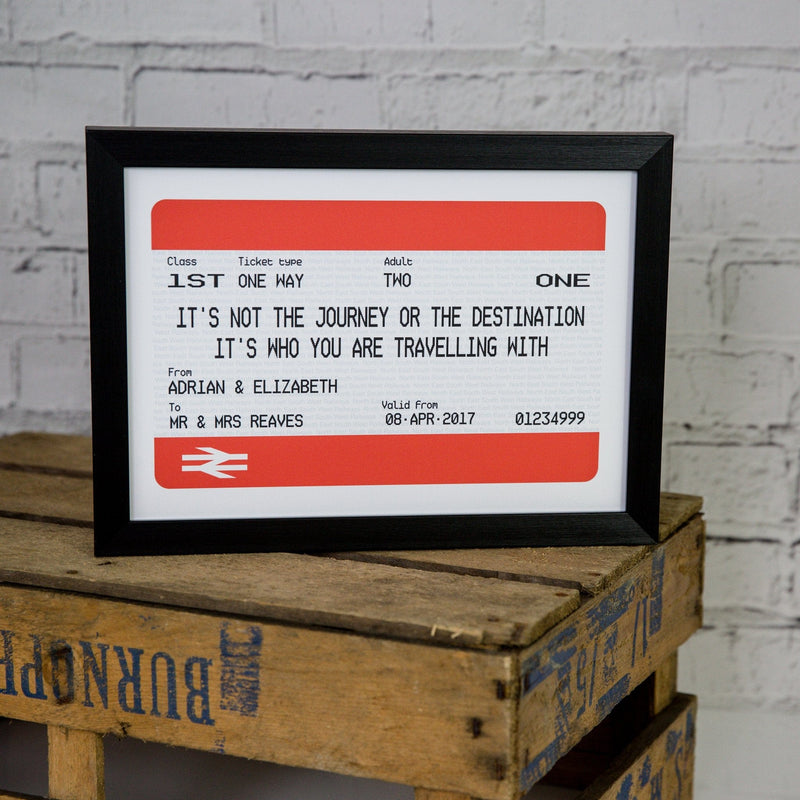 Class Ticket type Adult
1ST ONE WAY TWO ONE
IT'S NOT THE JOURNEY OR THE DESTINATION
IT'S WHO YOU ARE TRAVELLING WITH
From
ADRIAN & ELIZABETH
To Valid from
MR & MRS REAVES 08·APR·2017 01234999